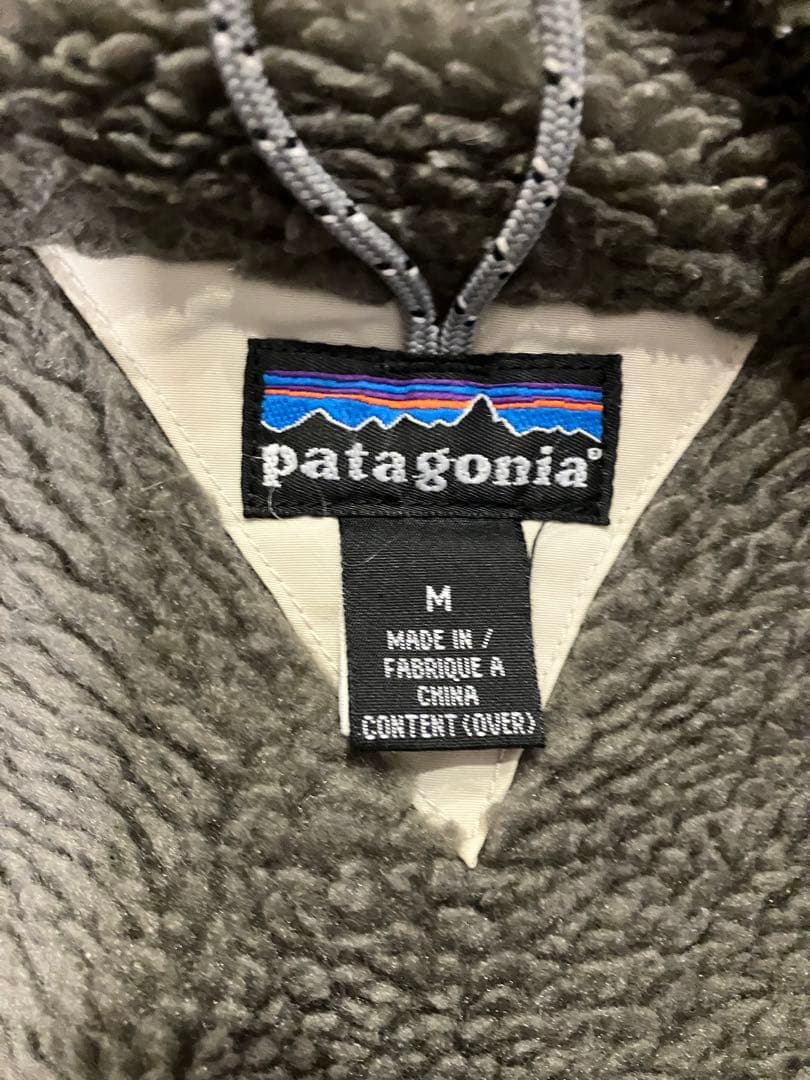 patagonia®
M
MADE IN /
FABRIQUE A
CHINA
CONTENT (OVER)